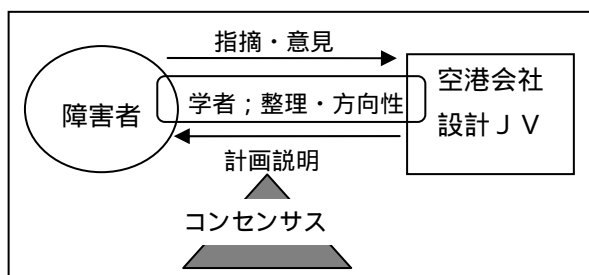 指摘・意見
障害者
学者；整理・方向性
空港会社
設計ＪＶ
計画説明
コンセンサス